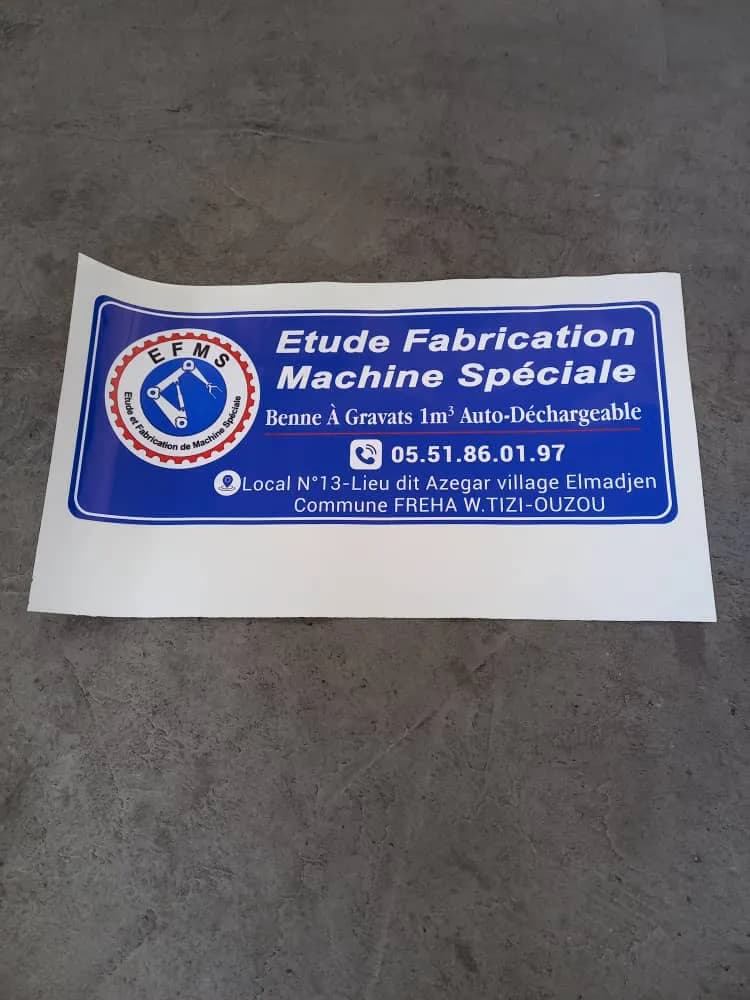 EFMS
Etude et Fabrication de Machine Spéciale
Etude Fabrication
Machine Spéciale
Benne À Gravats 1m³ Auto-Déchargeable
05.51.86.01.97
Local N°13-Lieu dit Azegar village Elmadjen
Commune FREHA W.TIZI-OUZOU